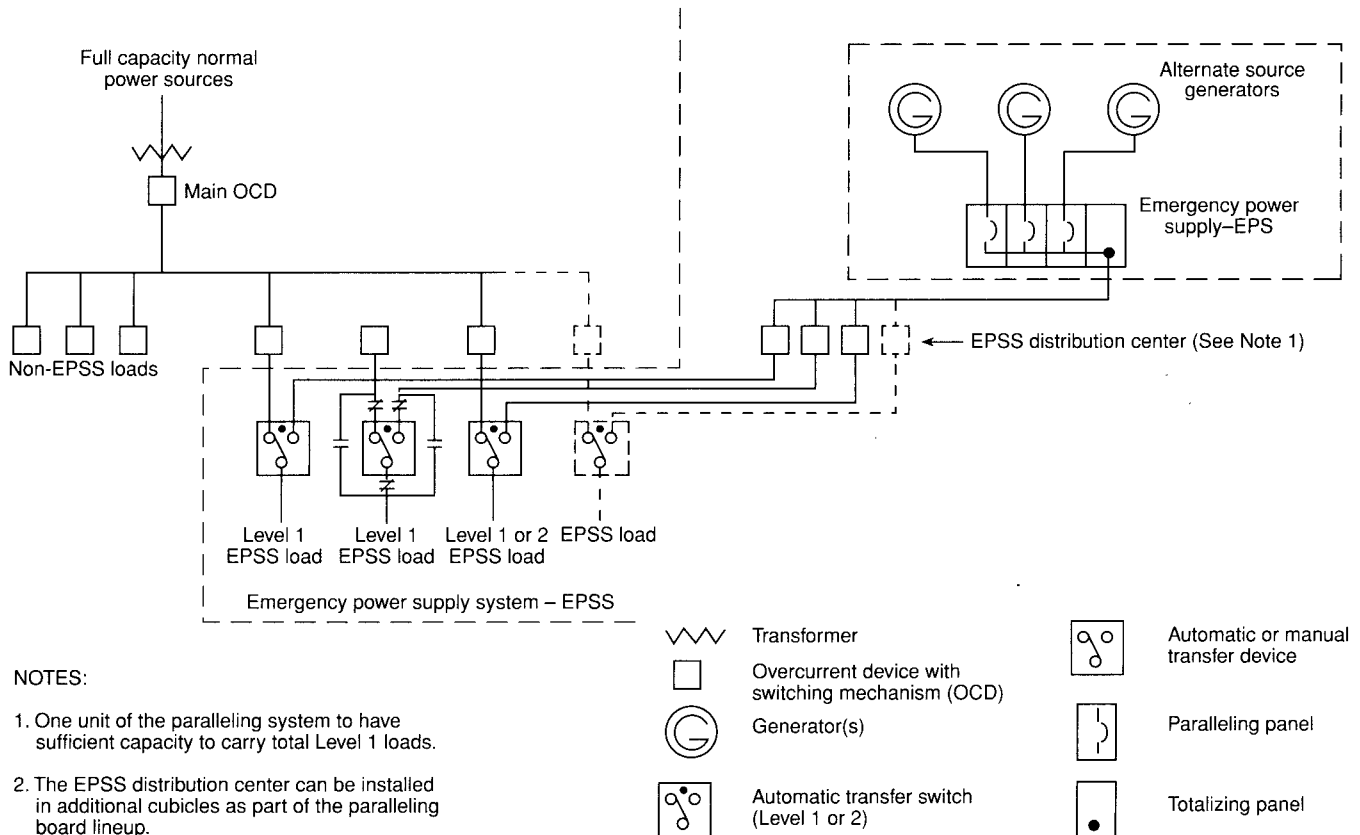 Full capacity normal
power sources
Main OCD
Non-EPSS loads
Alternate source
generators
Emergency power
supply–EPS
EPSS distribution center (See Note 1)
Level 1
EPSS load
Level 1
EPSS load
Level 1 or 2
EPSS load
EPSS load
Emergency power supply system – EPSS
NOTES:
1. One unit of the paralleling system to have
sufficient capacity to carry total Level 1 loads.
2. The EPSS distribution center can be installed
in additional cubicles as part of the paralleling
board lineup.
Transformer
Overcurrent device with
switching mechanism (OCD)
Generator(s)
Automatic transfer switch
(Level 1 or 2)
Automatic or manual
transfer device
Paralleling panel
Totalizing panel